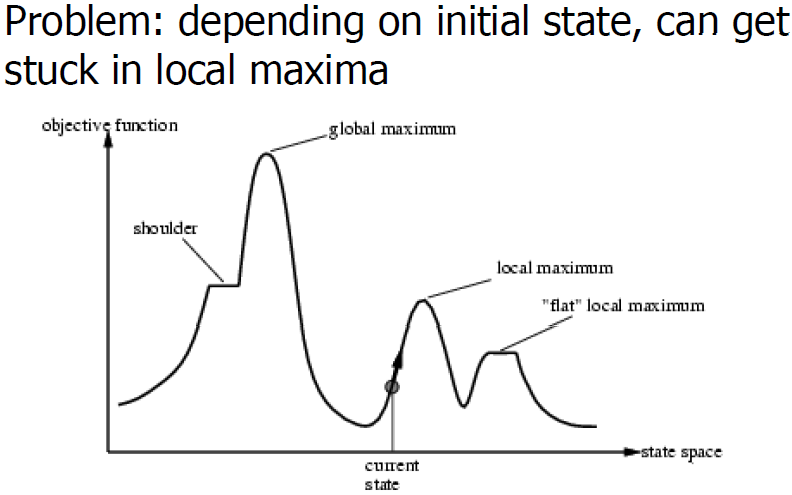 Problem: depending on initial state, can get
stuck in local maxima
objective function
global maximum
shoulder
local maximum
"flat" local maximum
state space
current
state